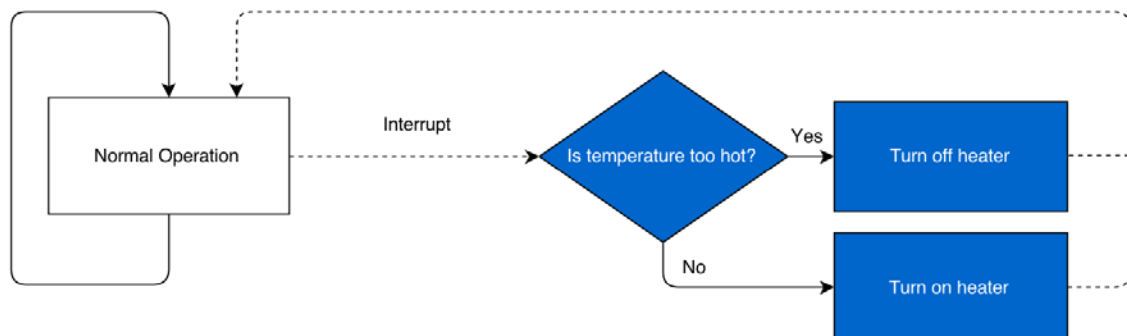 Normal Operation
Interrupt
Is temperature too hot?
Yes
Turn off heater
No
Turn on heater